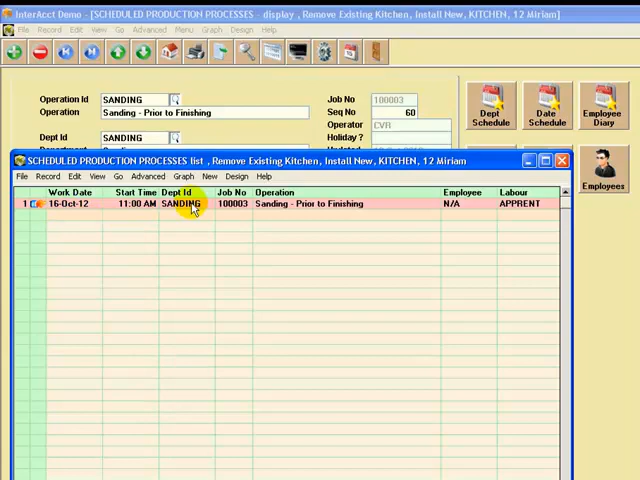 InterAcct Demo - [SCHEDULED PRODUCTION PROCESSES - display , Remove Existing Kitchen, Install New, KITCHEN, 12 Miriam
File Record Edit View Go Advanced Menu Graph Design Help
Operation Id SANDING Job No 100003
Operation Sanding - Prior to Finishing Seq No 60
Operator CVR
Dept Id SANDING Holiday ?
Dept Schedule Date Schedule Employee Diary
Employees
SCHEDULED PRODUCTION PROCESSES list , Remove Existing Kitchen, Install New, KITCHEN, 12 Miriam
File Record Edit View Go Advanced Graph New Design Help
Work Date Start Time Dept Id Job No Operation Employee Labour
1 16-Oct-12 11:00 AM SANDING 100003 Sanding - Prior to Finishing N/A APPRENT